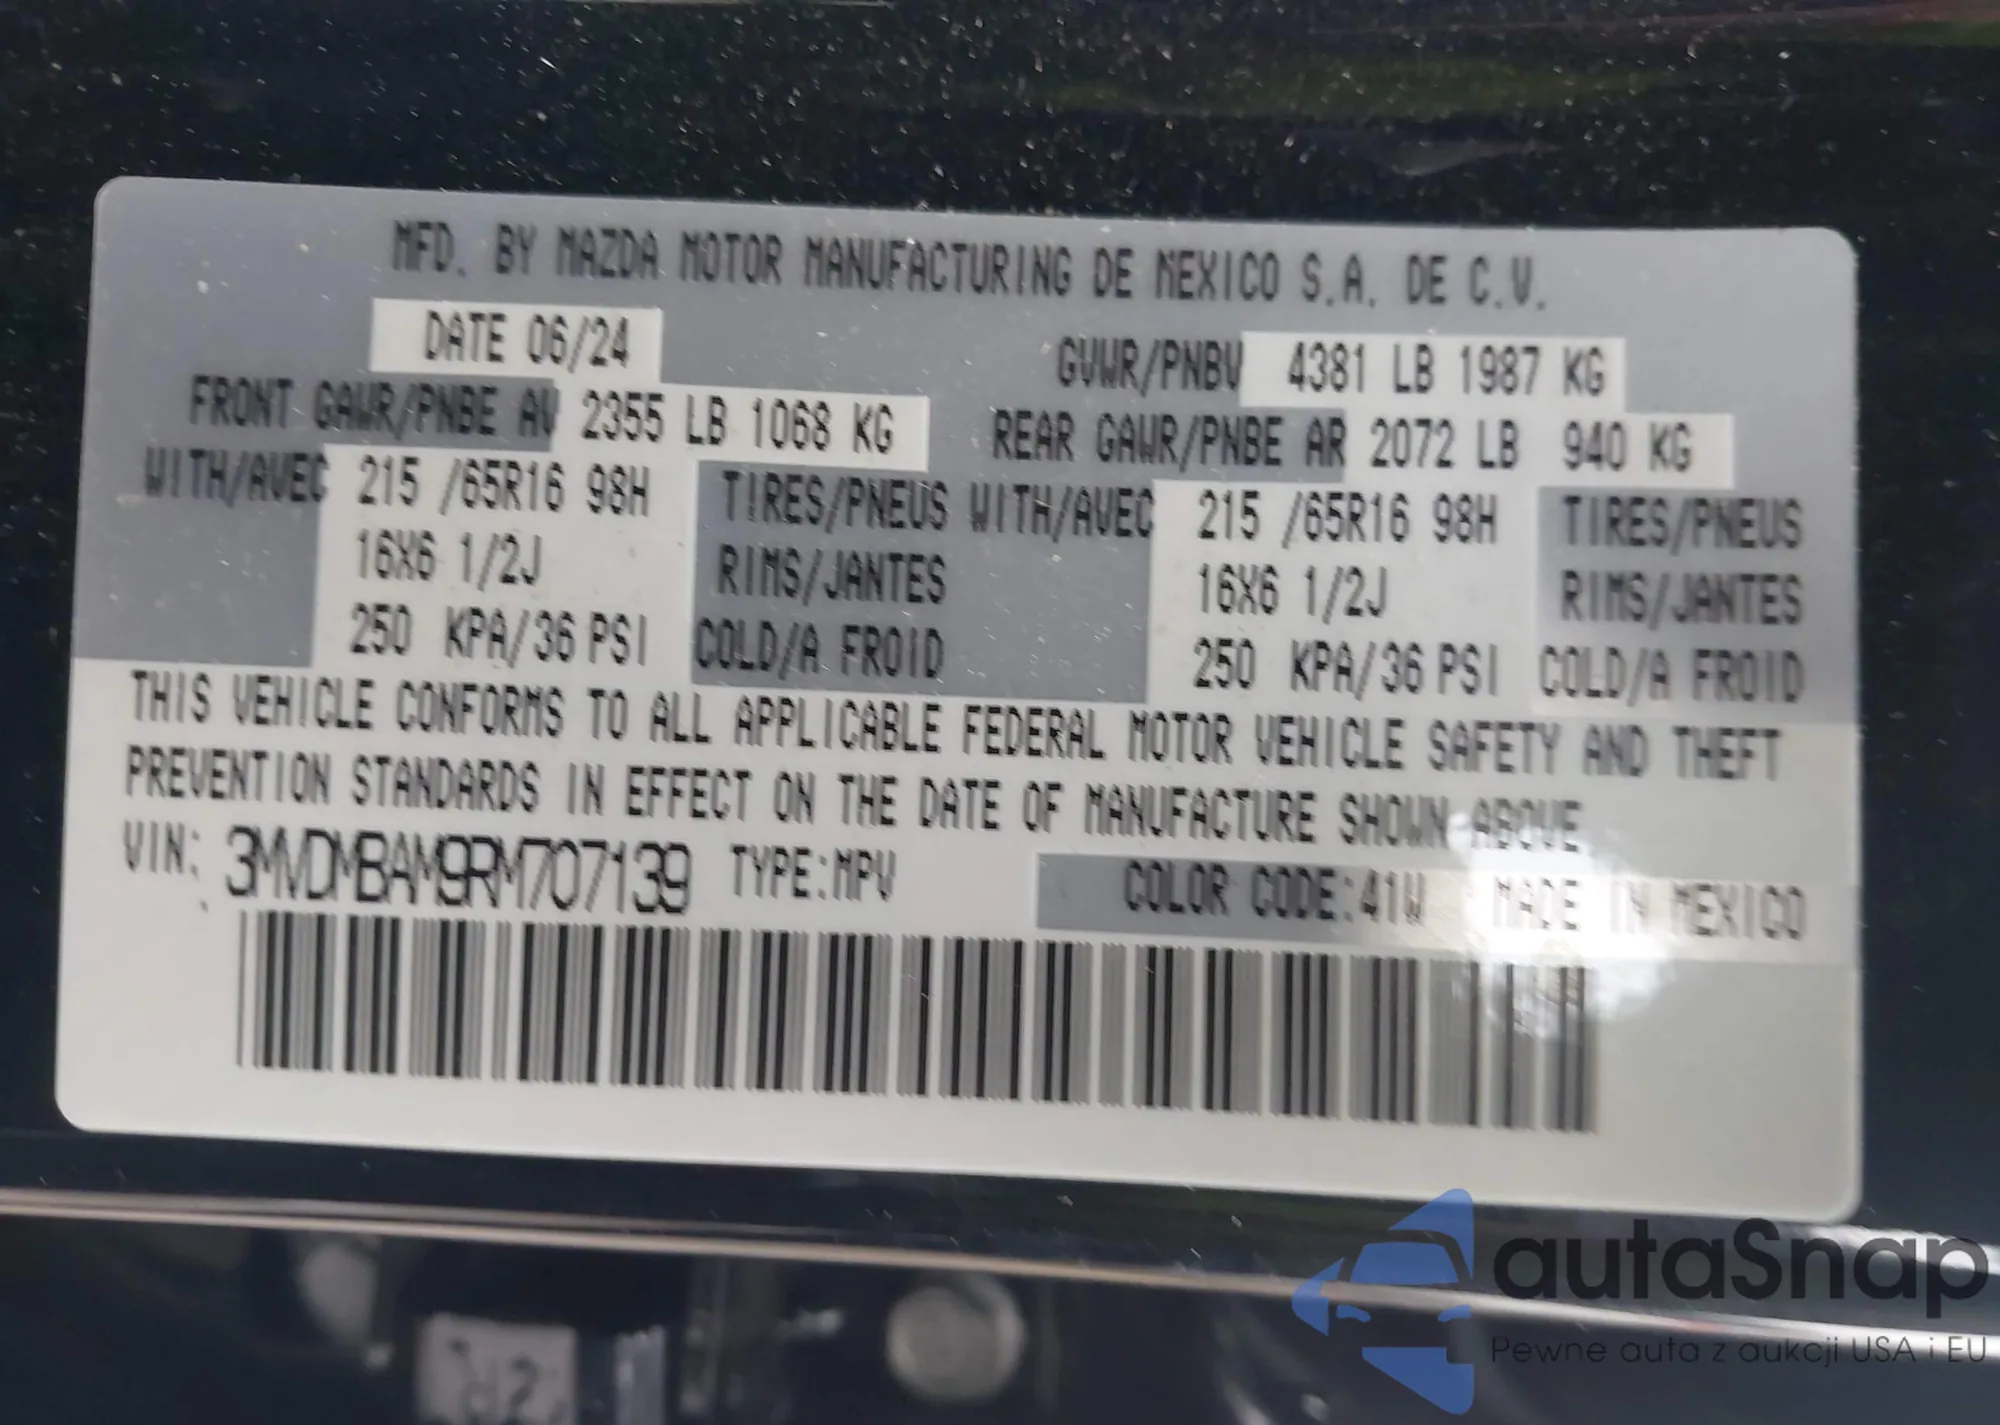 MFD. BY MAZDA MOTOR MANUFACTURING DE MEXICO S.A. DE C.V.
DATE 06/24 GVWR/PNBV 4381 LB 1987 KG
FRONT GAWR/PNBE AV 2355 LB 1068 KG REAR GAWR/PNBE AR 2072 LB 940 KG
WITH/AVEC 215 /65R16 98H TIRES/PNEUS WITH/AVEC 215 /65R16 98H TIRES/PNEUS
16X6 1/2J RIMS/JANTES 16X6 1/2J RIMS/JANTES
250 KPA/36 PSI COLD/A FROID 250 KPA/36 PSI COLD/A FROID
THIS VEHICLE CONFORMS TO ALL APPLICABLE FEDERAL MOTOR VEHICLE SAFETY AND THEFT
PREVENTION STANDARDS IN EFFECT ON THE DATE OF MANUFACTURE SHOWN ABOVE
VIN: 3MVDMBAM9RM707139 TYPE:MPV COLOR CODE:41W MADE IN MEXICO
autaSnap
Pewne auta z aukcji USA i EU